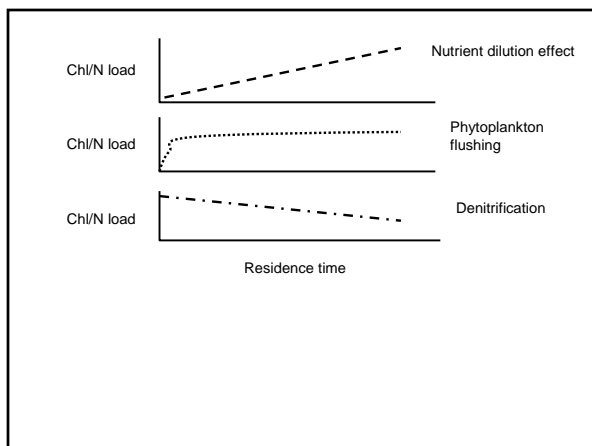 Chl/N load
Nutrient dilution effect
Chl/N load
Phytoplankton
flushing
Chl/N load
Denitrification
Residence time